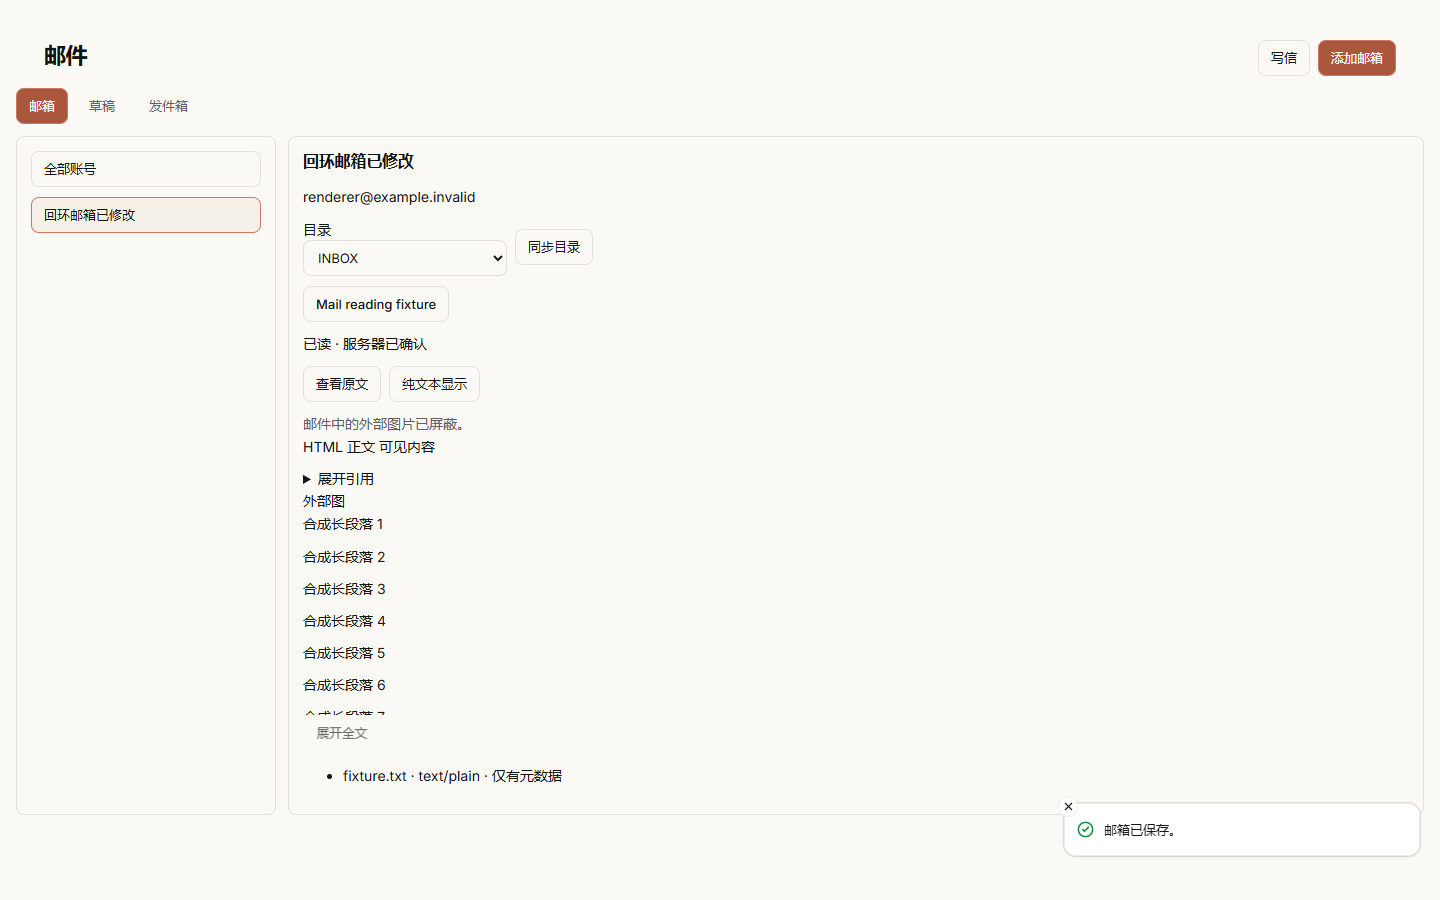 邮件
写信
添加邮箱
邮箱
草稿
发件箱
全部账号
回环邮箱已修改
回环邮箱已修改
renderer@example.invalid
目录
INBOX
同步目录
Mail reading fixture
已读 · 服务器已确认
查看原文
纯文本显示
邮件中的外部图片已屏蔽。
HTML 正文 可见内容
展开引用
外部图
合成长段落 1
合成长段落 2
合成长段落 3
合成长段落 4
合成长段落 5
合成长段落 6
合成长段落 7
展开全文
fixture.txt · text/plain · 仅有元数据
邮箱已保存。